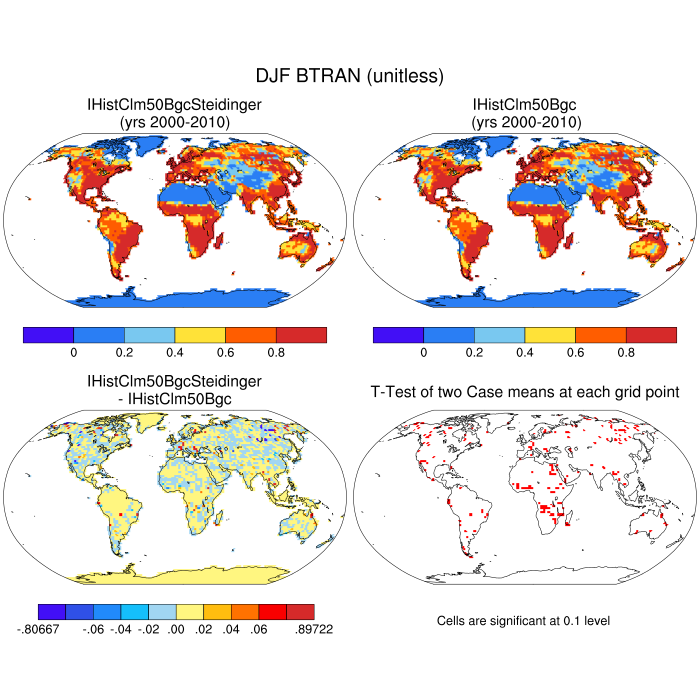 DJF BTRAN (unitless)
IHistClm50BgcSteidinger
(yrs 2000-2010)
IHistClm50Bgc
(yrs 2000-2010)
0 0.2 0.4 0.6 0.8
0 0.2 0.4 0.6 0.8
IHistClm50BgcSteidinger
- IHistClm50Bgc
T-Test of two Case means at each grid point
-.80667 -.06 -.04 -.02 .00 .02 .04 .06 .89722
Cells are significant at 0.1 level